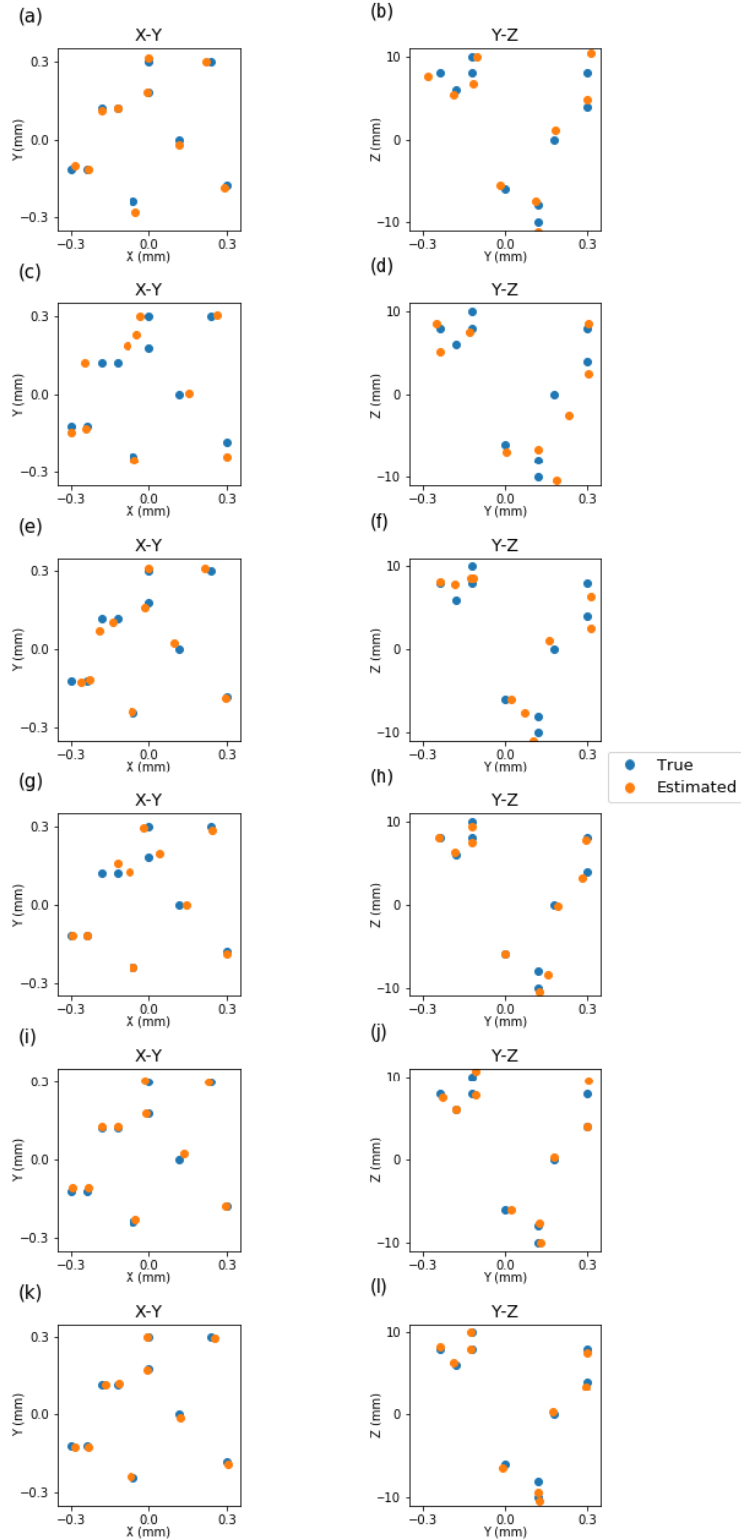 (a) (b)
X-Y Y-Z
0.3 10
Y (mm) 0.0 Z (mm) 0
−0.3 −10
−0.3 0.0 0.3 −0.3 0.0 0.3
X (mm) Y (mm)
(c) (d)
X-Y Y-Z
0.3 10
Y (mm) 0.0 Z (mm) 0
−0.3 −10
−0.3 0.0 0.3 −0.3 0.0 0.3
X (mm) Y (mm)
(e) (f)
X-Y Y-Z
0.3 10
Y (mm) 0.0 Z (mm) 0
−0.3 −10
−0.3 0.0 0.3 −0.3 0.0 0.3
X (mm) Y (mm)
True
Estimated
(g) (h)
X-Y Y-Z
0.3 10
Y (mm) 0.0 Z (mm) 0
−0.3 −10
−0.3 0.0 0.3 −0.3 0.0 0.3
X (mm) Y (mm)
(i) (j)
X-Y Y-Z
0.3 10
Y (mm) 0.0 Z (mm) 0
−0.3 −10
−0.3 0.0 0.3 −0.3 0.0 0.3
X (mm) Y (mm)
(k) (l)
X-Y Y-Z
0.3 10
Y (mm) 0.0 Z (mm) 0
−0.3 −10
−0.3 0.0 0.3 −0.3 0.0 0.3
X (mm) Y (mm)